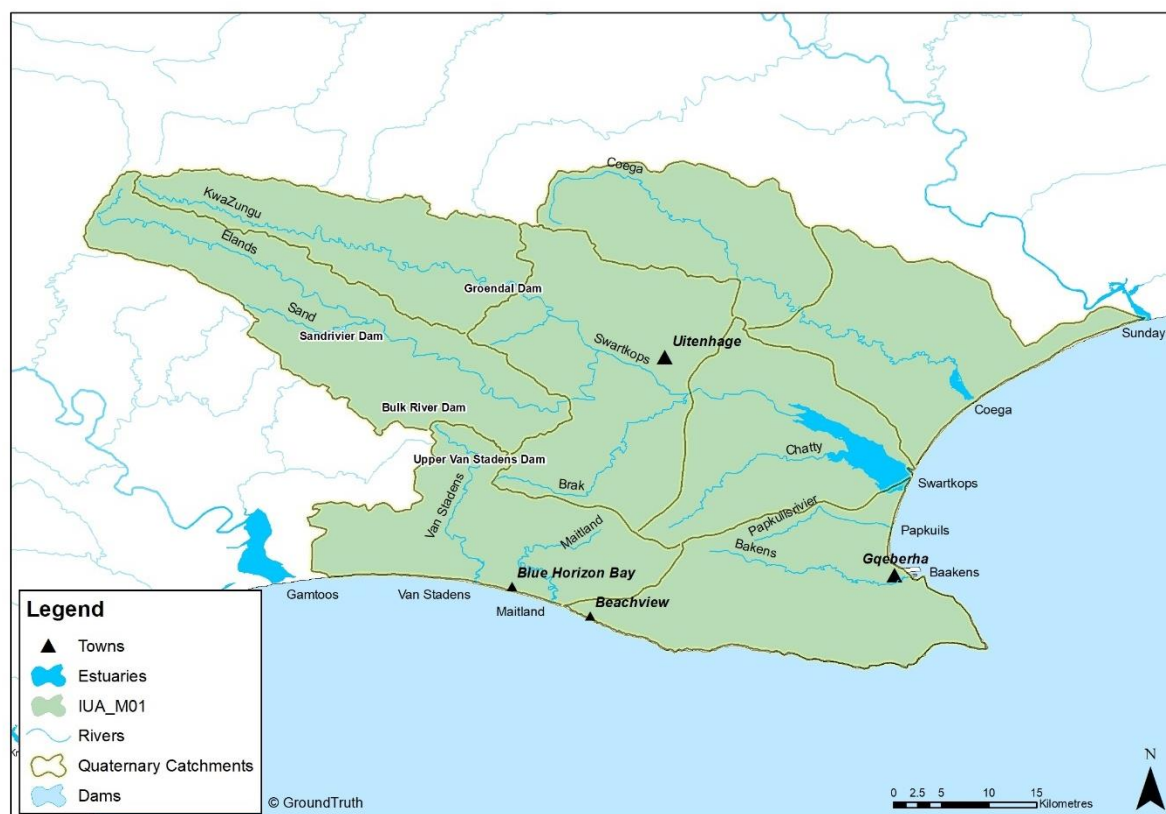 Coega
KwaZungu
Elands
Groendal Dam
Sand
Sandrivier Dam
Swartkops
Uitenhage
Sunday
Bulk River Dam
Coega
Upper Van Stadens Dam
Chatty
Swartkops
Brak
Van Stadens
Papkuilsrivier
Papkuils
Maitland
Bakens
Gqeberha
Baakens
Blue Horizon Bay
Gamtoos
Van Stadens
Maitland
Beachview
Legend
Towns
Estuaries
IUA_M01
Rivers
Quaternary Catchments
Dams
© GroundTruth
N
0 2.5 5 10 15
Kilometres